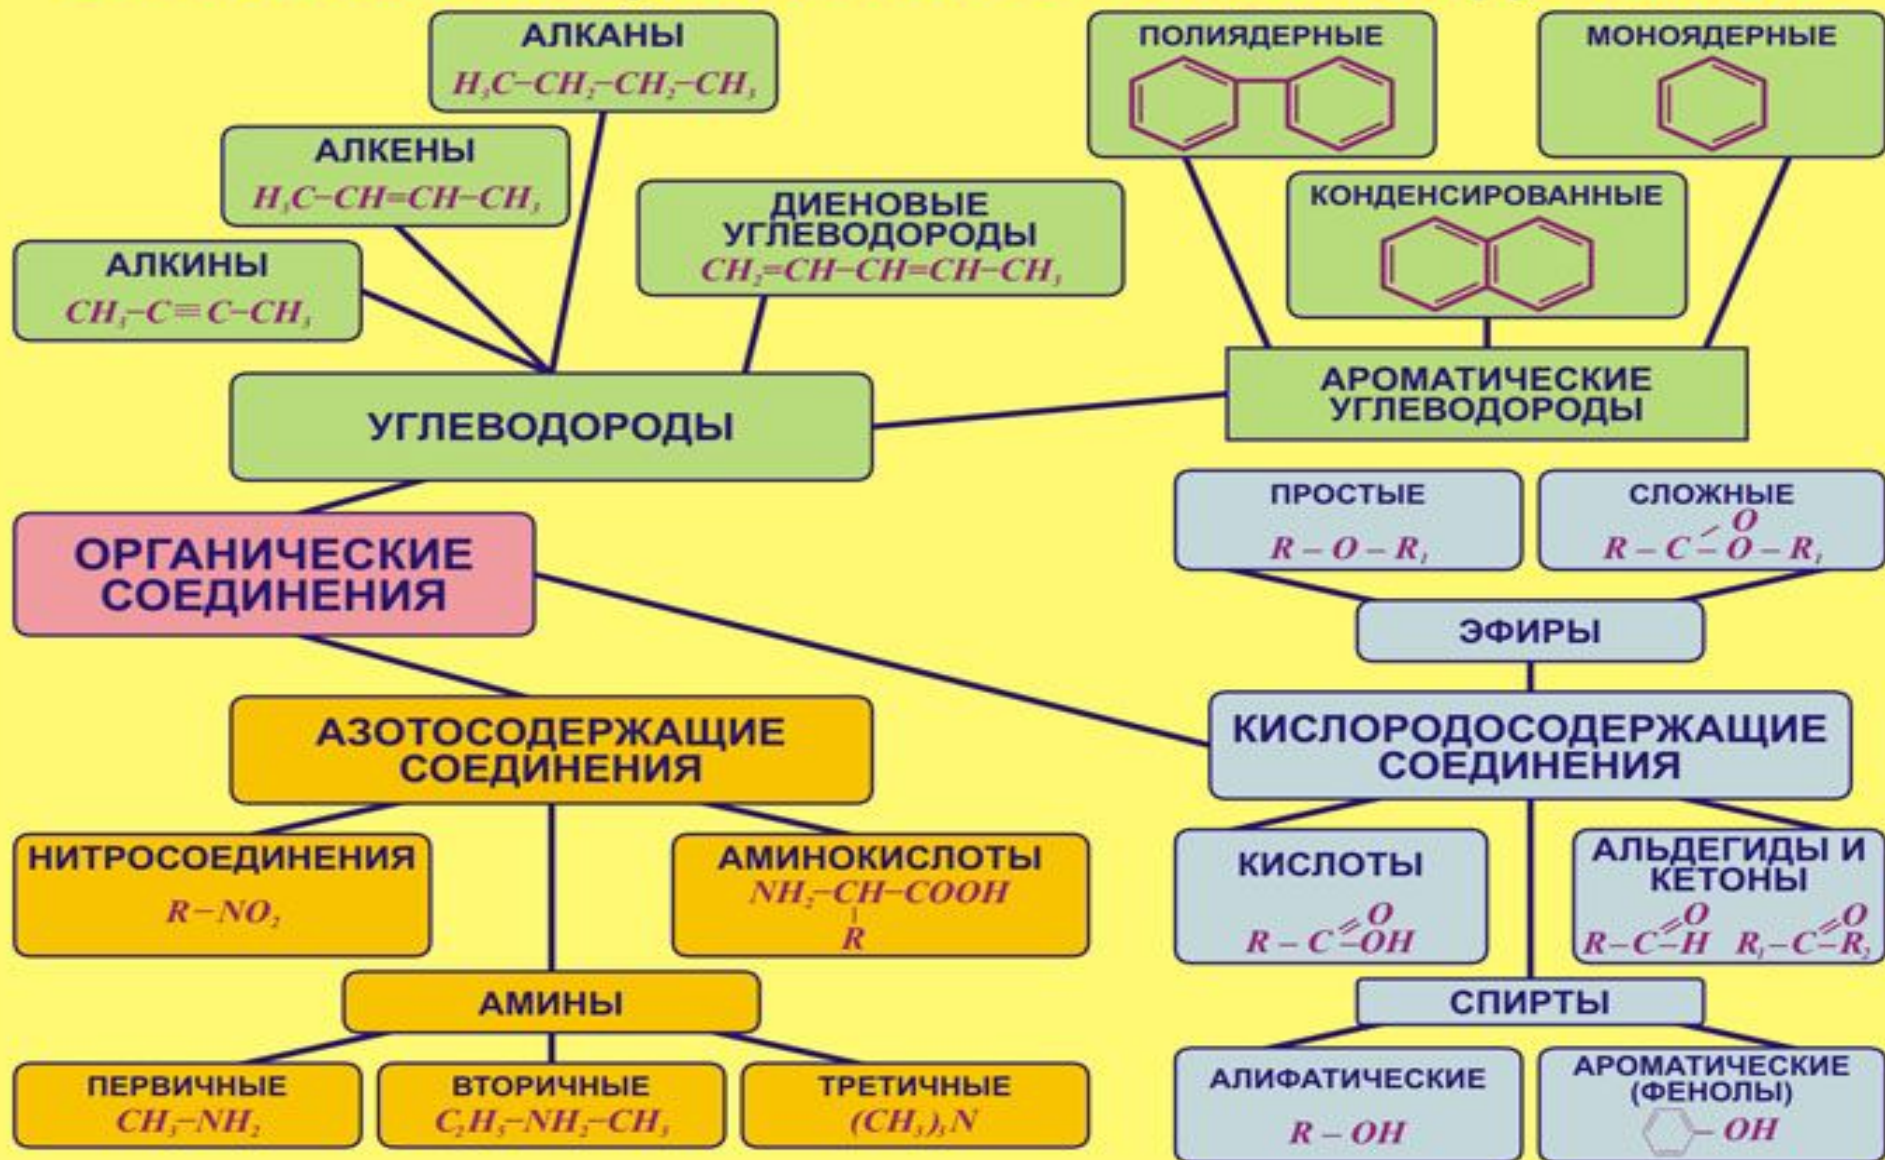 АЛКАНЫ
H₃C–CH₂–CH₂–CH₃
АЛКЕНЫ
H₃C–CH=CH–CH₃
АЛКИНЫ
CH₃–C≡C–CH₃
ДИЕНОВЫЕ
УГЛЕВОДОРОДЫ
CH₂=CH–CH=CH–CH₃
ПОЛИЯДЕРНЫЕ
МОНОЯДЕРНЫЕ
КОНДЕНСИРОВАННЫЕ
АРОМАТИЧЕСКИЕ
УГЛЕВОДОРОДЫ
УГЛЕВОДОРОДЫ
ОРГАНИЧЕСКИЕ
СОЕДИНЕНИЯ
ПРОСТЫЕ
R – O – R₁
СЛОЖНЫЕ
O
R – C – O – R₁
ЭФИРЫ
КИСЛОРОДОСОДЕРЖАЩИЕ
СОЕДИНЕНИЯ
КИСЛОТЫ
O
R – C –OH
АЛЬДЕГИДЫ И
КЕТОНЫ
O O
R–C–H R₁–C–R₂
СПИРТЫ
АЛИФАТИЧЕСКИЕ
R – OH
АРОМАТИЧЕСКИЕ
(ФЕНОЛЫ)
– OH
АЗОТОСОДЕРЖАЩИЕ
СОЕДИНЕНИЯ
НИТРОСОЕДИНЕНИЯ
R–NO₂
АМИНОКИСЛОТЫ
NH₂–CH–COOH
R
АМИНЫ
ПЕРВИЧНЫЕ
CH₃–NH₂
ВТОРИЧНЫЕ
C₂H₅–NH₂–CH₃
ТРЕТИЧНЫЕ
(CH₃)₃N